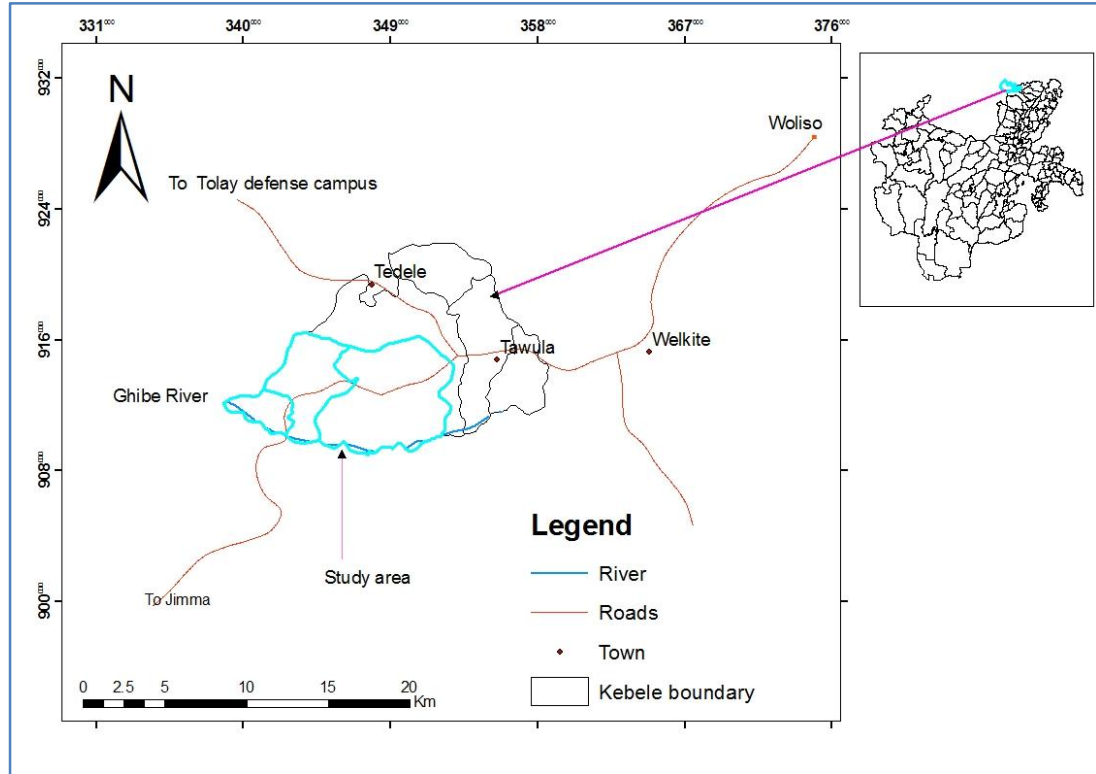 331000 340000 349000 358000 367000 376000
932000
924000
916000
908000
900000
N
Woliso
To Tolay defense campus
Tedele
Tawula
Welkite
Ghibe River
Study area
To Jimma
Legend
River
Roads
Town
Kebele boundary
0 2.5 5 10 15 20
Km